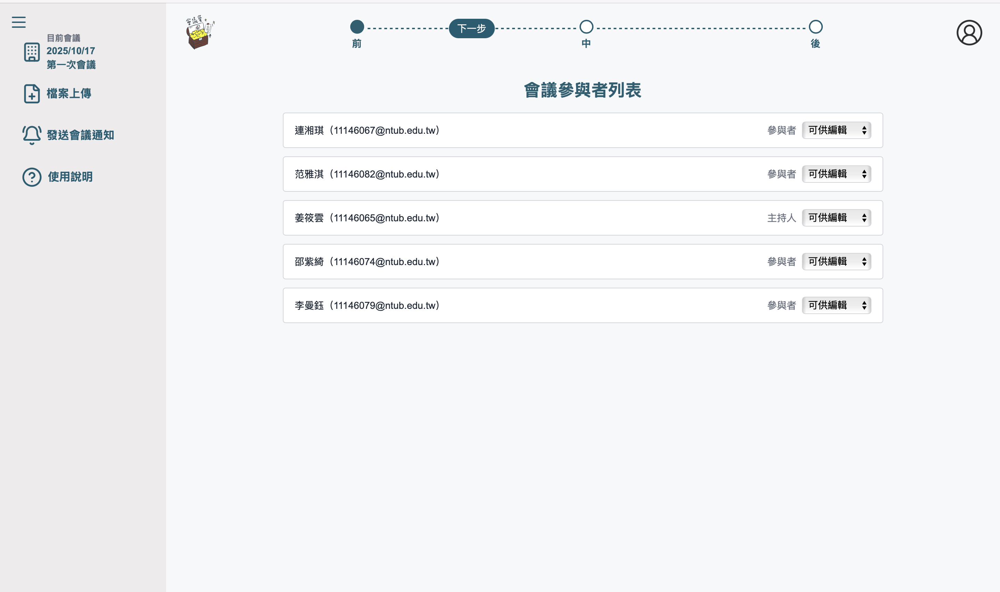 目前會議
2025/10/17
第一次會議
檔案上傳
發送會議通知
使用說明
會議寶
前
下一步
中
後
會議參與者列表
連湘琪（11146067@ntub.edu.tw） 參與者 可供編輯
范雅淇（11146082@ntub.edu.tw） 參與者 可供編輯
姜筱雲（11146065@ntub.edu.tw） 主持人 可供編輯
邵紫綺（11146074@ntub.edu.tw） 參與者 可供編輯
李曼鈺（11146079@ntub.edu.tw） 參與者 可供編輯